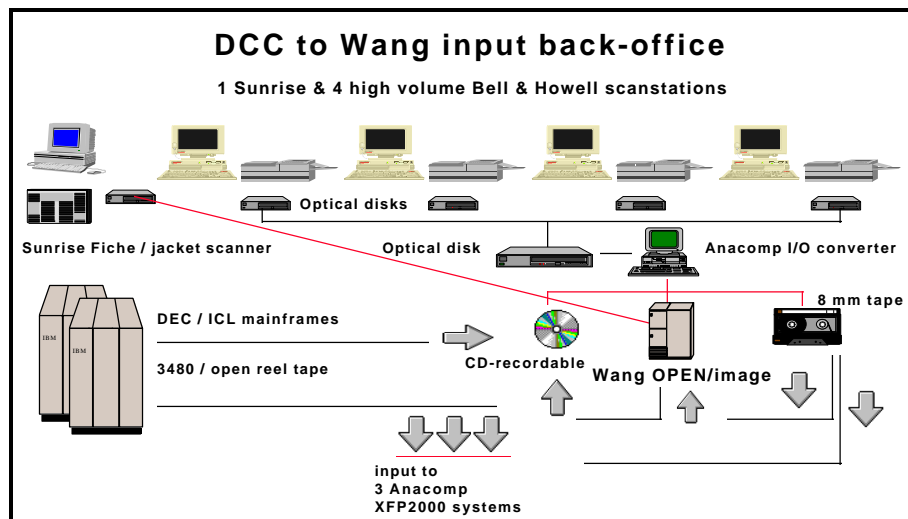 DCC to Wang input back-office
1 Sunrise & 4 high volume Bell & Howell scanstations
Optical disks
Sunrise Fiche / jacket scanner
Optical disk
Anacomp I/O converter
8 mm tape
DEC / ICL mainframes
IBM
IBM
3480 / open reel tape
CD-recordable
Wang OPEN/image
input to
3 Anacomp
XFP2000 systems